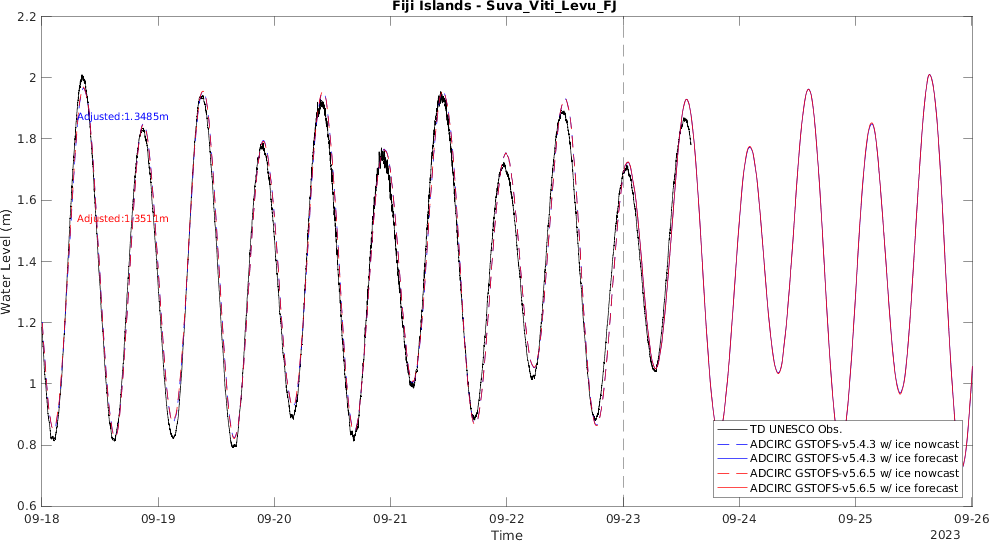 Fiji Islands - Suva_Viti_Levu_FJ
2.2
2
1.8
1.6
1.4
1.2
1
0.8
0.6
Water Level (m)
Adjusted:1.3485m
Adjusted:1.3511m
TD UNESCO Obs.
ADCIRC GSTOFS-v5.4.3 w/ ice nowcast
ADCIRC GSTOFS-v5.4.3 w/ ice forecast
ADCIRC GSTOFS-v5.6.5 w/ ice nowcast
ADCIRC GSTOFS-v5.6.5 w/ ice forecast
09-18 09-19 09-20 09-21 09-22 09-23 09-24 09-25 09-26
Time
2023